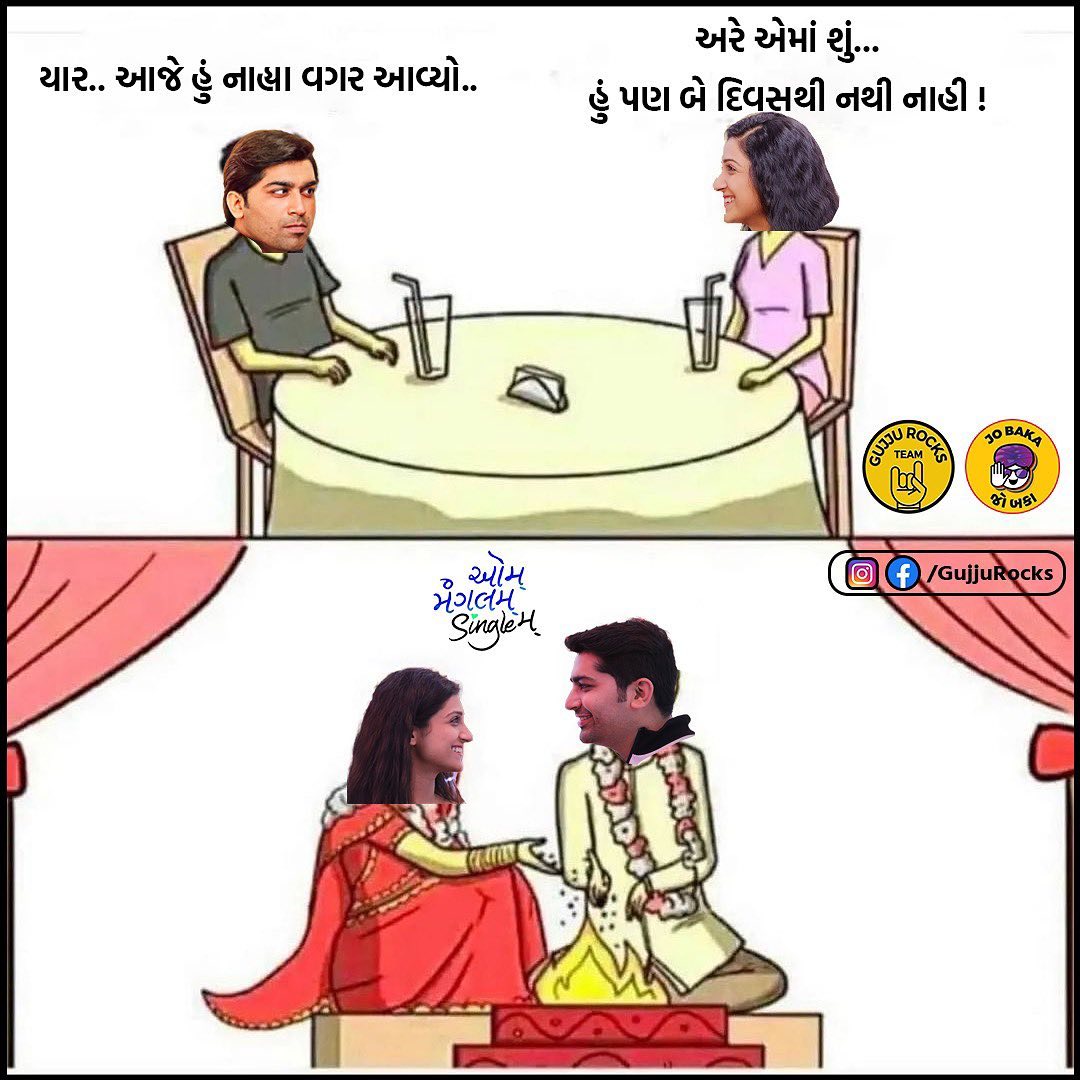 યાર.. આજે હું નાહ્યા વગર આવ્યો..
અરે એમાં શું...
હું પણ બે દિવસથી નથી નાહી !
GUJJU ROCKS
TEAM
JO BAKA
જો બકા
/GujjuRocks
ઓમ્
મંગલમ્
Singleમ્